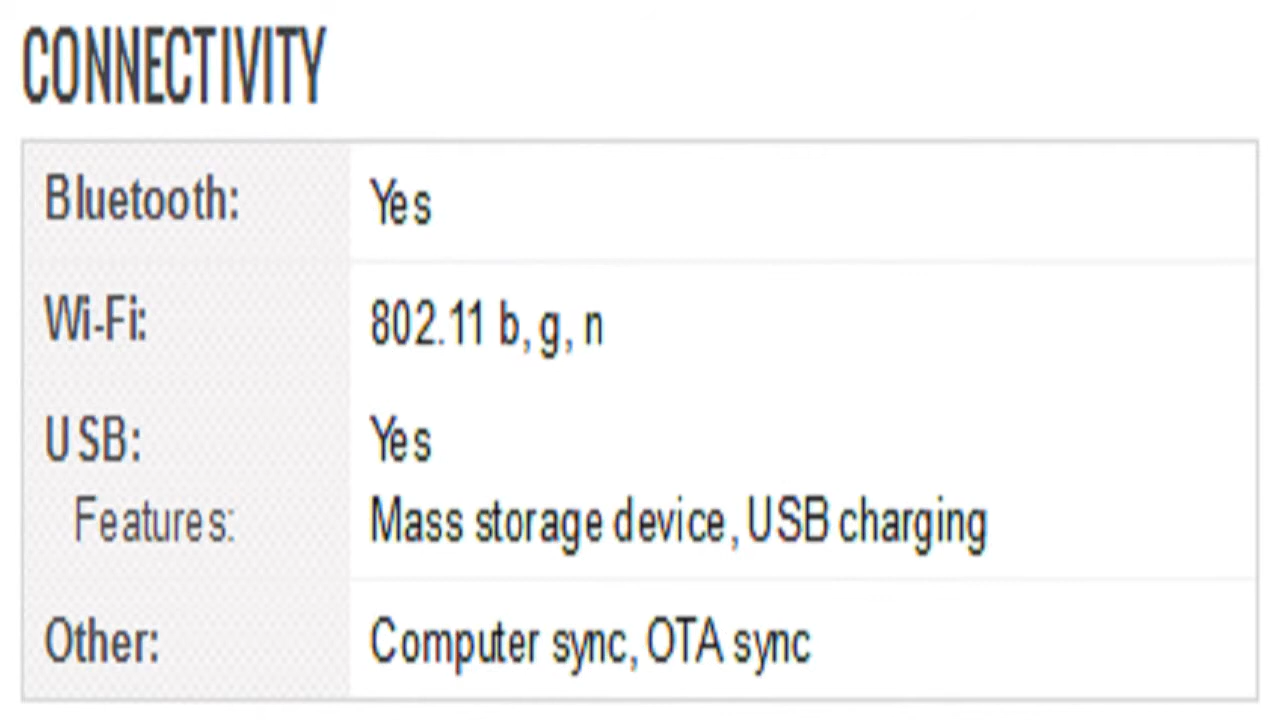 CONNECTIVITY
Bluetooth: Yes
Wi-Fi: 802.11 b, g, n
USB: Yes
Features: Mass storage device, USB charging
Other: Computer sync, OTA sync